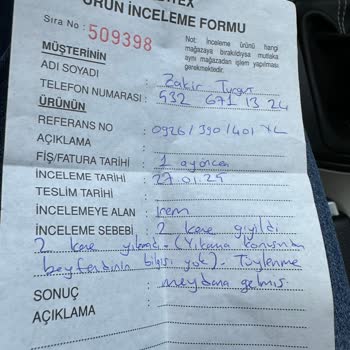 ÜRÜN İNCELEME FORMU
Sıra No : 509398
Not: İnceleme ürünü hangi
mağazaya bırakıldıysa mutlaka
aynı mağazadan işlem yapılması
gerekmektedir.
MÜŞTERİNİN
ADI SOYADI : Zakir Turgut
TELEFON NUMARASI : 532 671 13 24
ÜRÜNÜN
REFERANS NO : 0926/390/401 XL
AÇIKLAMA :
FİŞ/FATURA TARİHİ : 1 ay önce
İNCELEME TARİHİ : 27.01.25
TESLİM TARİHİ :
İNCELEMEYE ALAN : İrem
İNCELEME SEBEBİ : 2 kere giyildi
2 kere yıkandı. (Yıkama konusunda
beyfendinin bilgisi yok). Tüylenme
meydana gelmiş.
SONUÇ
AÇIKLAMA :